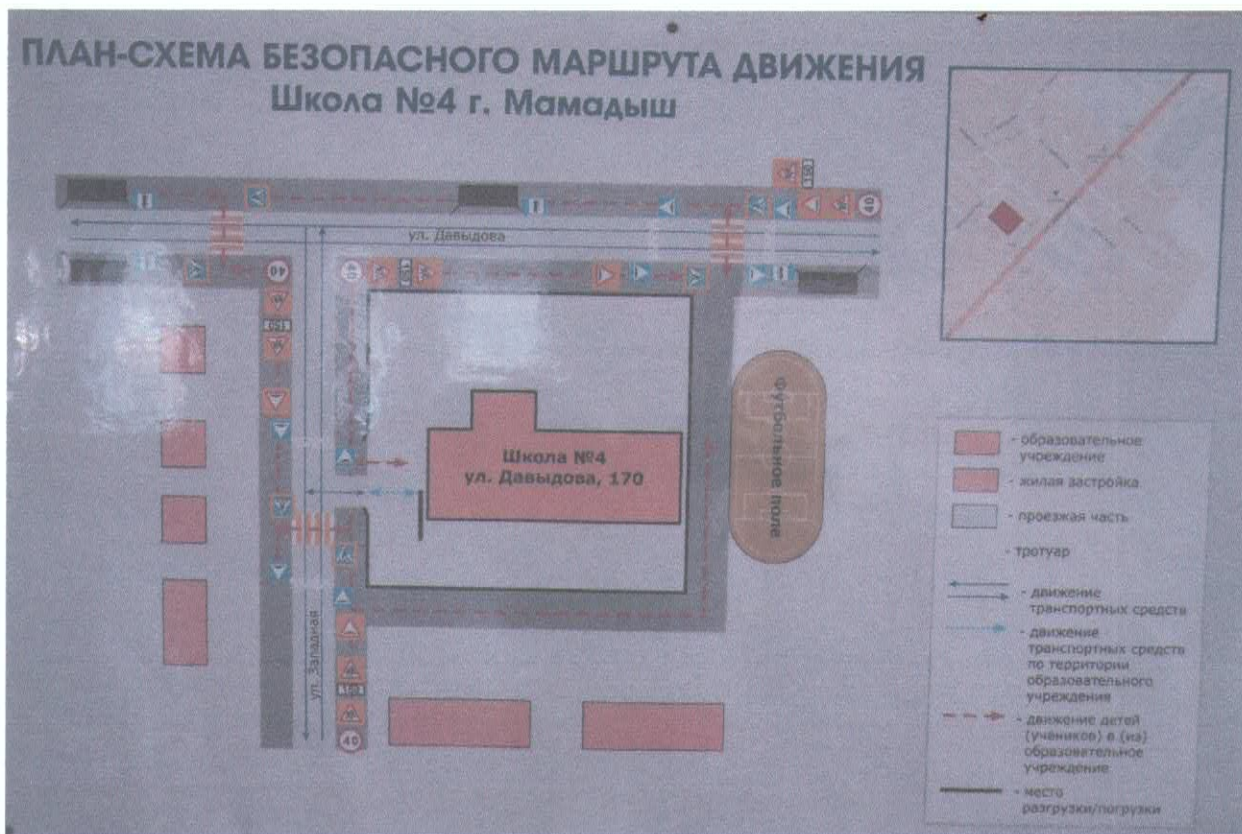 ПЛАН-СХЕМА БЕЗОПАСНОГО МАРШРУТА ДВИЖЕНИЯ
Школа №4 г. Мамадыш
40
ул. Давыдова
40
40
150
Школа №4
ул. Давыдова, 170
Футбольное поле
ул. Западная
40
- образовательное
учреждение
- жилая застройка
- проезжая часть
- тротуар
- движение
транспортных средств
- движение
транспортных средств
по территории
образовательного
учреждения
- движение детей
(учеников) в (из)
образовательное
учреждение
- место
разгрузки/погрузки